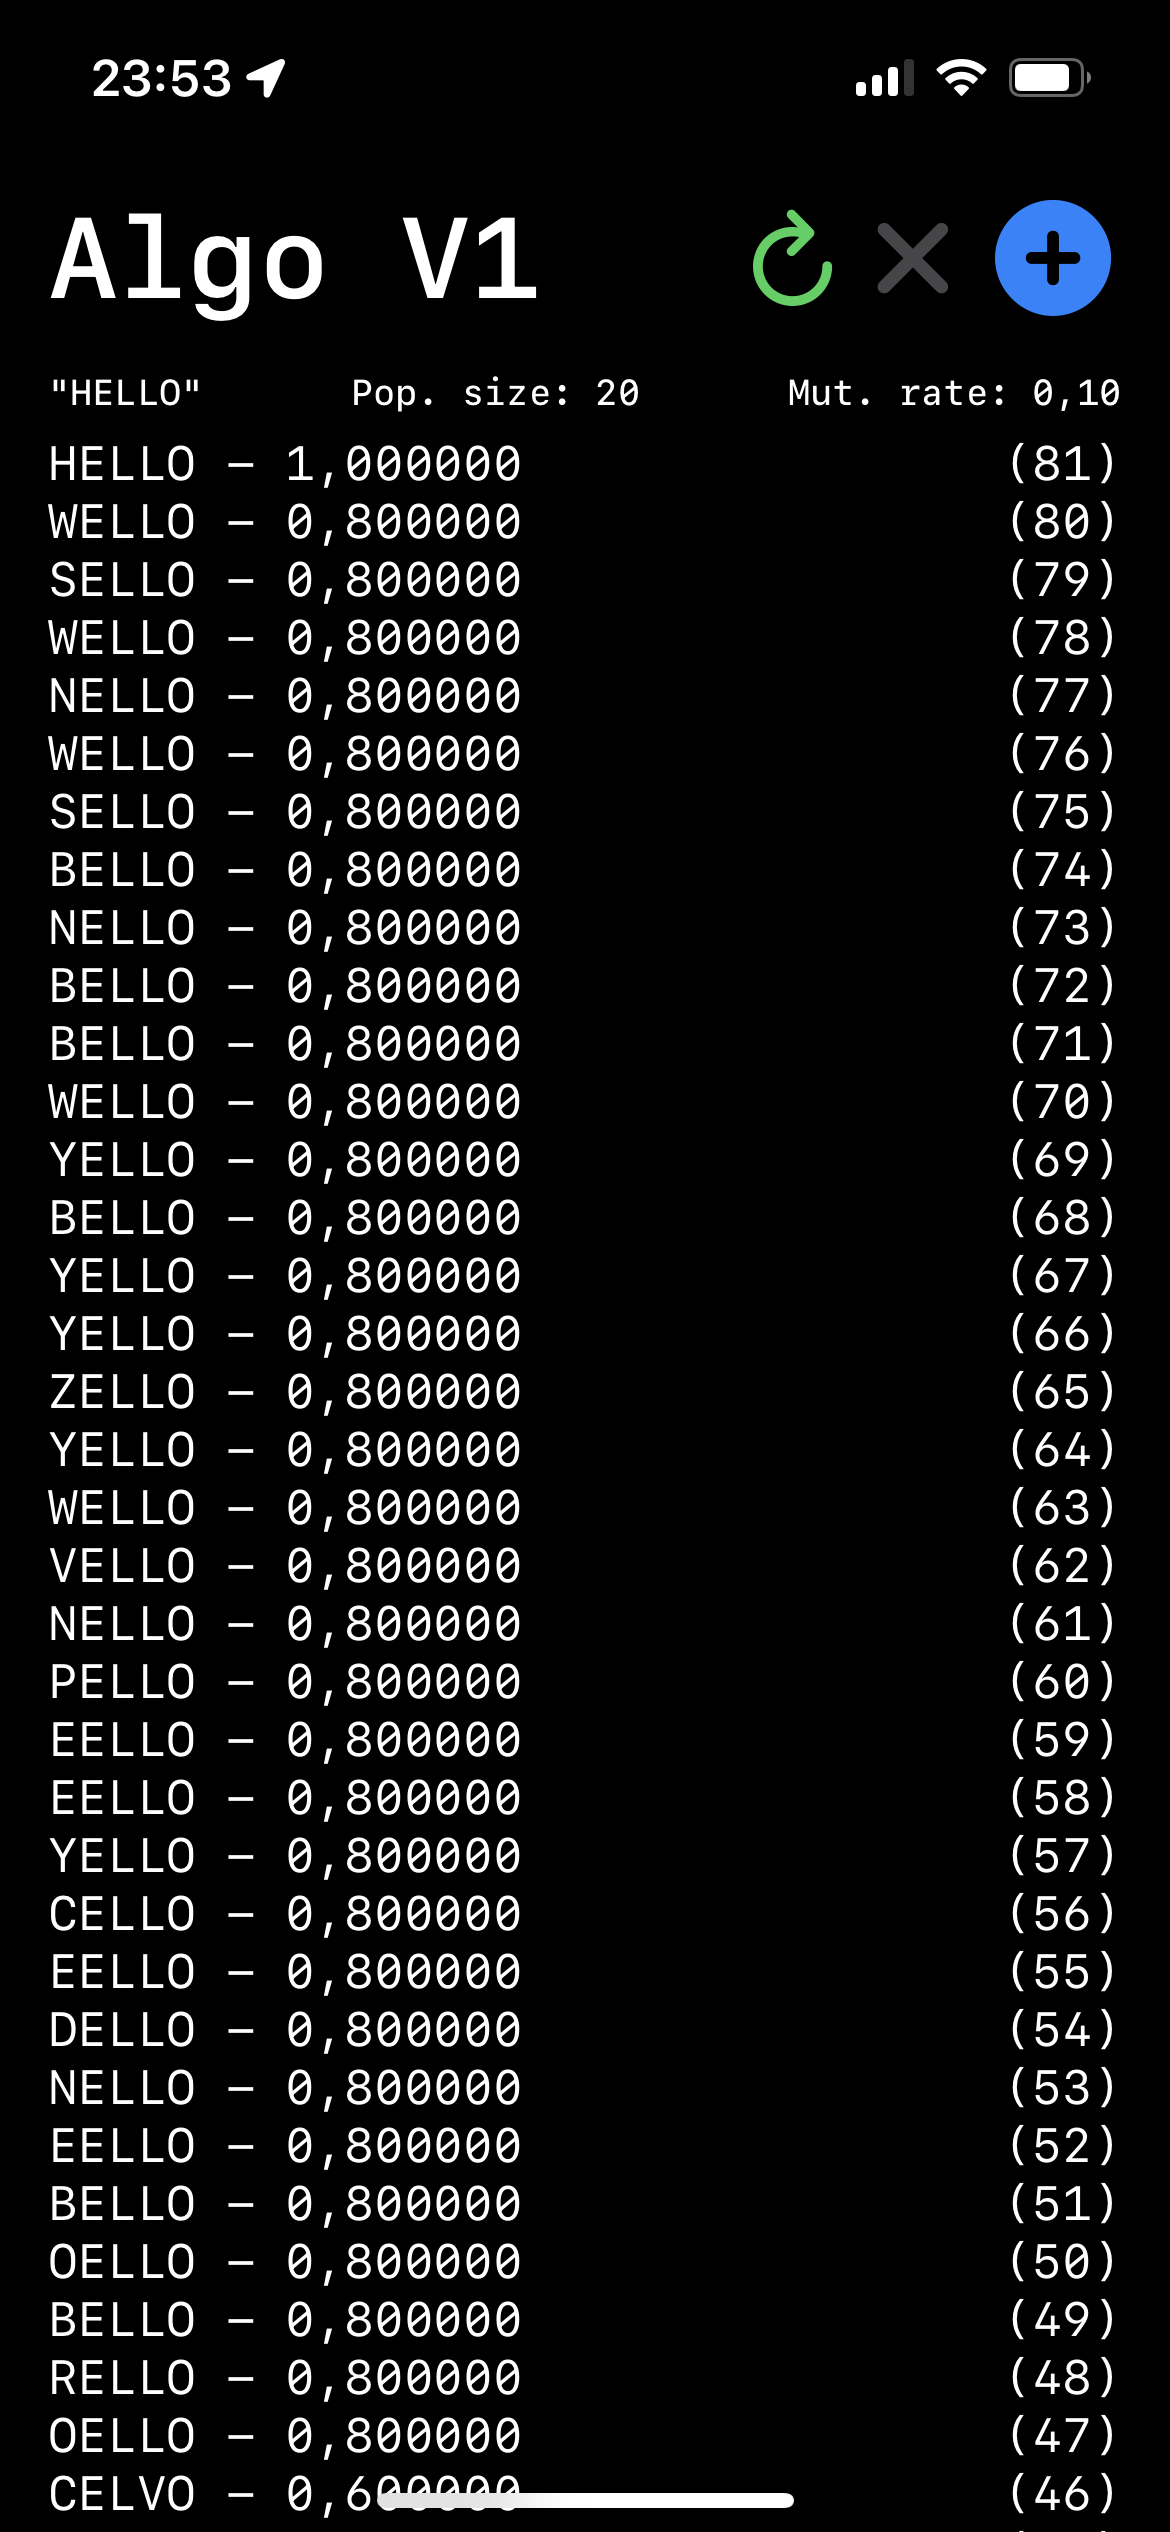 23:53
Algo V1
"HELLO" Pop. size: 20 Mut. rate: 0,10
HELLO – 1,000000 (81)
WELLO – 0,800000 (80)
SELLO – 0,800000 (79)
WELLO – 0,800000 (78)
NELLO – 0,800000 (77)
WELLO – 0,800000 (76)
SELLO – 0,800000 (75)
BELLO – 0,800000 (74)
NELLO – 0,800000 (73)
BELLO – 0,800000 (72)
BELLO – 0,800000 (71)
WELLO – 0,800000 (70)
YELLO – 0,800000 (69)
BELLO – 0,800000 (68)
YELLO – 0,800000 (67)
YELLO – 0,800000 (66)
ZELLO – 0,800000 (65)
YELLO – 0,800000 (64)
WELLO – 0,800000 (63)
VELLO – 0,800000 (62)
NELLO – 0,800000 (61)
PELLO – 0,800000 (60)
EELLO – 0,800000 (59)
EELLO – 0,800000 (58)
YELLO – 0,800000 (57)
CELLO – 0,800000 (56)
EELLO – 0,800000 (55)
DELLO – 0,800000 (54)
NELLO – 0,800000 (53)
EELLO – 0,800000 (52)
BELLO – 0,800000 (51)
OELLO – 0,800000 (50)
BELLO – 0,800000 (49)
RELLO – 0,800000 (48)
OELLO – 0,800000 (47)
CELVO – 0,600000 (46)